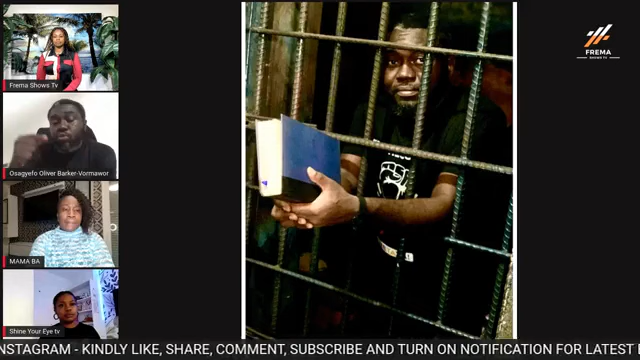 Frema Shows Tv
Osagyefo Oliver Barker-Vormawor
MAMA BA
Shine Your Eye tv
FREMA
SHOWS TV
NSTAGRAM - KINDLY LIKE, SHARE, COMMENT, SUBSCRIBE AND TURN ON NOTIFICATION FOR LATEST